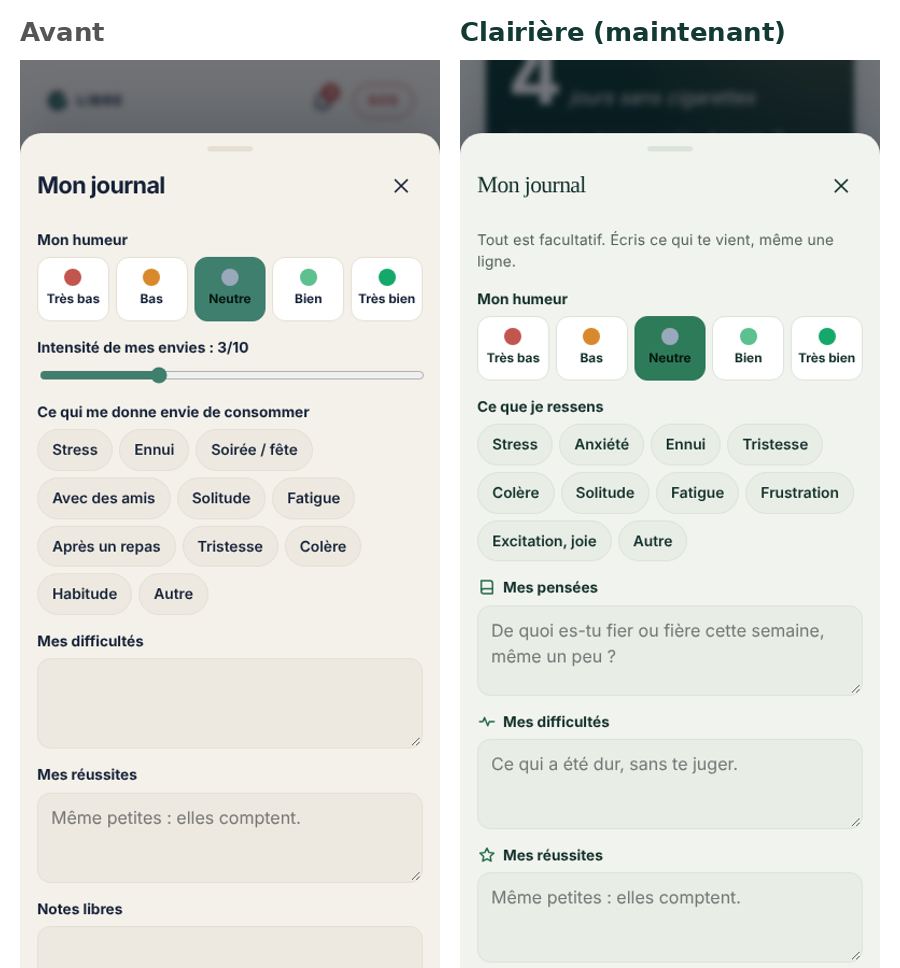 Avant
LIBRE
SOS
Mon journal
Mon humeur
Très bas
Bas
Neutre
Bien
Très bien
Intensité de mes envies : 3/10
Ce qui me donne envie de consommer
Stress
Ennui
Soirée / fête
Avec des amis
Solitude
Fatigue
Après un repas
Tristesse
Colère
Habitude
Autre
Mes difficultés
Mes réussites
Même petites : elles comptent.
Notes libres
Clairière (maintenant)
4
jours sans cigarettes
Mon journal
Tout est facultatif. Écris ce qui te vient, même une
ligne.
Mon humeur
Très bas
Bas
Neutre
Bien
Très bien
Ce que je ressens
Stress
Anxiété
Ennui
Tristesse
Colère
Solitude
Fatigue
Frustration
Excitation, joie
Autre
Mes pensées
De quoi es-tu fier ou fière cette semaine,
même un peu ?
Mes difficultés
Ce qui a été dur, sans te juger.
Mes réussites
Même petites : elles comptent.